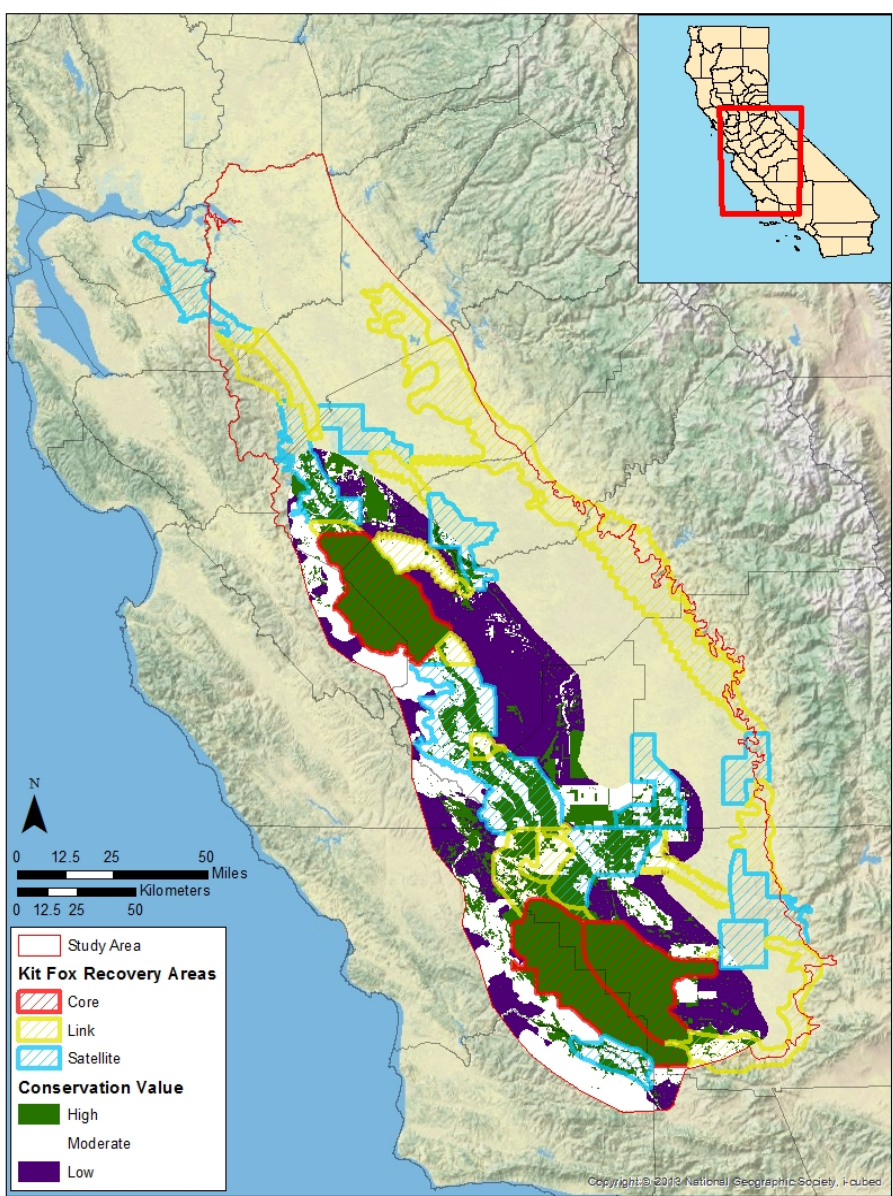 N
0 12.5 25 50
Miles
Kilometers
0 12.5 25 50
Study Area
Kit Fox Recovery Areas
Core
Link
Satellite
Conservation Value
High
Moderate
Low
Copyright:© 2013 National Geographic Society, i-cubed